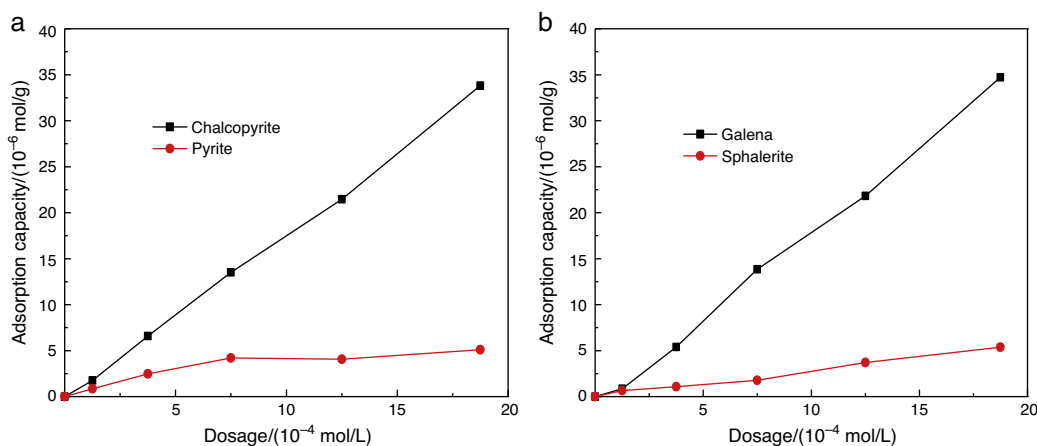 a
40
35
30
25
20
15
10
5
0
Adsorption capacity/(10⁻⁶ mol/g)
Chalcopyrite
Pyrite
5
10
15
20
Dosage/(10⁻⁴ mol/L)
b
40
35
30
25
20
15
10
5
0
Adsorption capacity/(10⁻⁶ mol/g)
Galena
Sphalerite
5
10
15
20
Dosage/(10⁻⁴ mol/L)